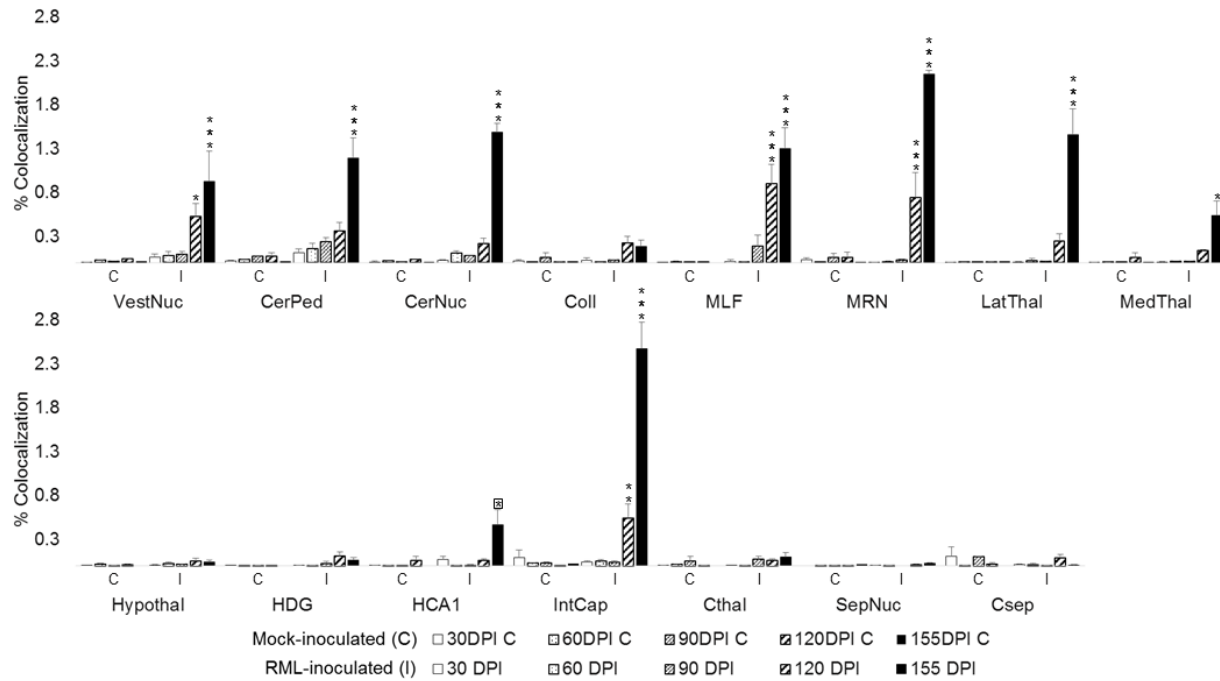 2.8
2.3
1.8
1.3
0.8
0.3
% Colocalization
* * *
* * *
* * *
* * *
* * *
* * *
* * *
* * *
*
*
C I C I C I C I C I C I C I C I
VestNuc CerPed CerNuc Coll MLF MRN LatThal MedThal
2.8
2.3
1.8
1.3
0.8
0.3
% Colocalization
* * *
* *
*
C I C I C I C I C I C I C I
Hypothal HDG HCA1 IntCap Cthal SepNuc Csep
Mock-inoculated (C) 30DPI C 60DPI C 90DPI C 120DPI C 155DPI C
RML-inoculated (I) 30 DPI 60 DPI 90 DPI 120 DPI 155 DPI